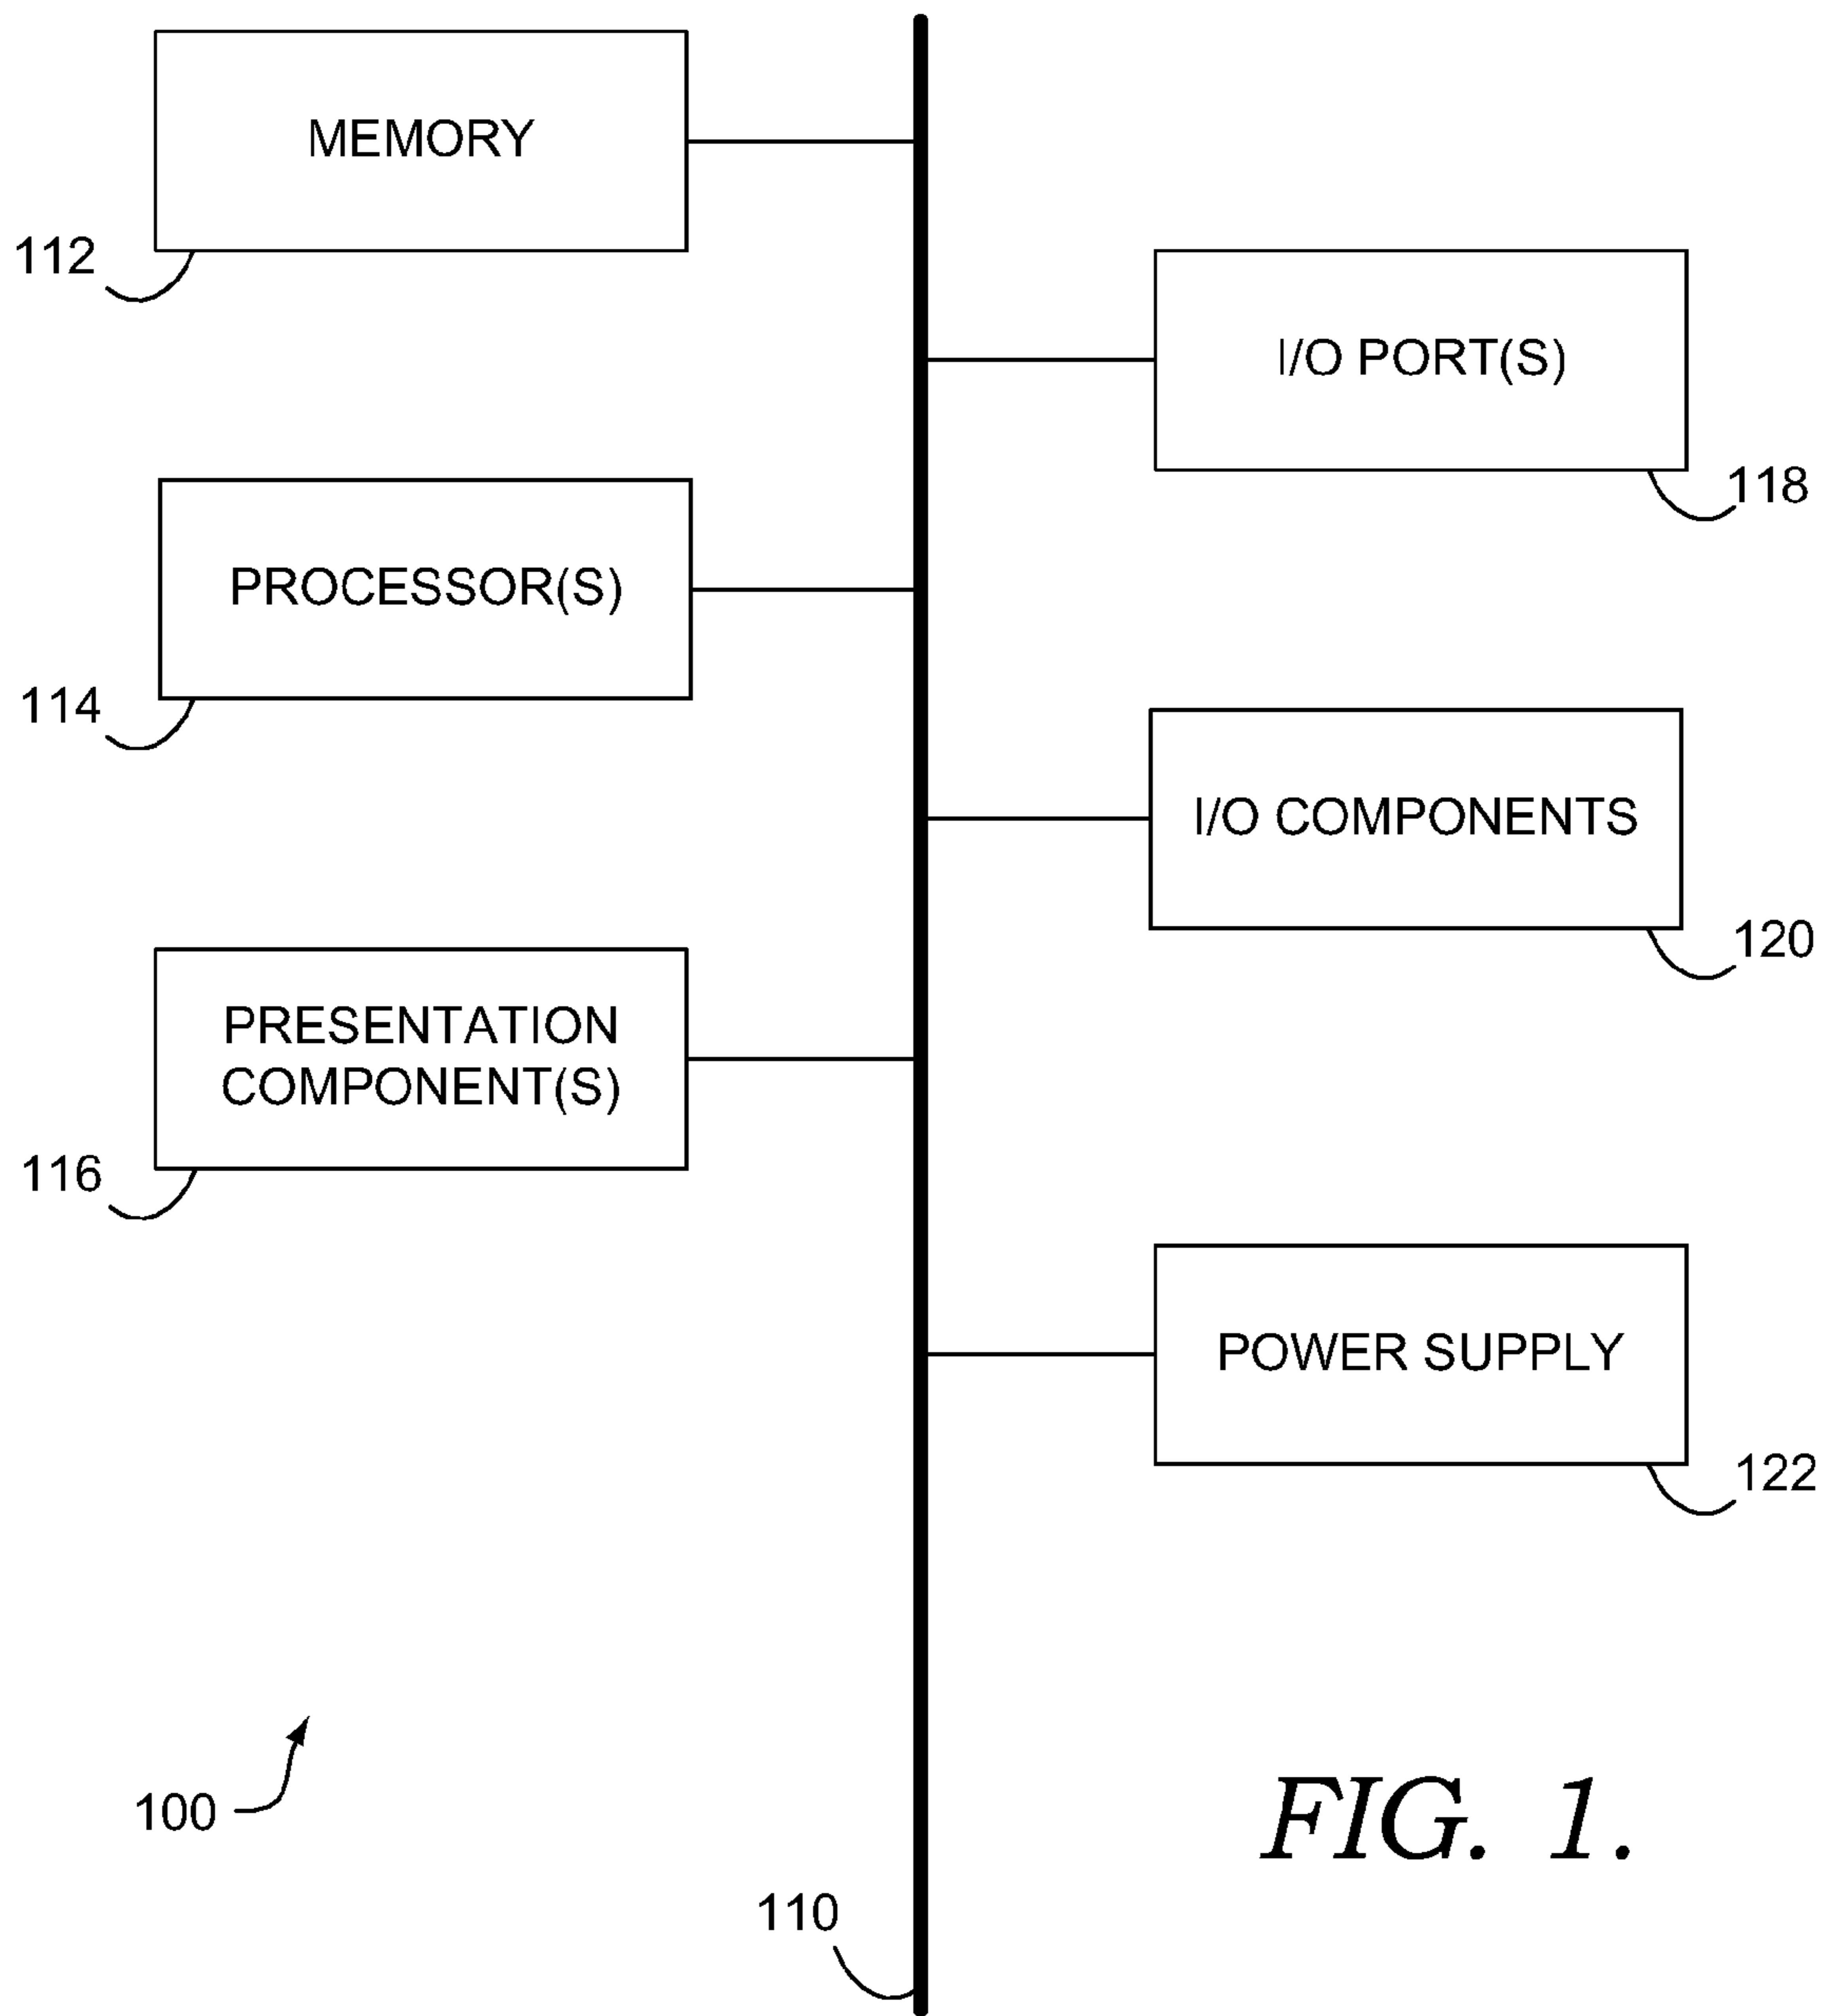 MEMORY
112
I/O PORT(S)
118
PROCESSOR(S)
114
I/O COMPONENTS
120
PRESENTATION
COMPONENT(S)
116
POWER SUPPLY
122
100
FIG. 1.
110